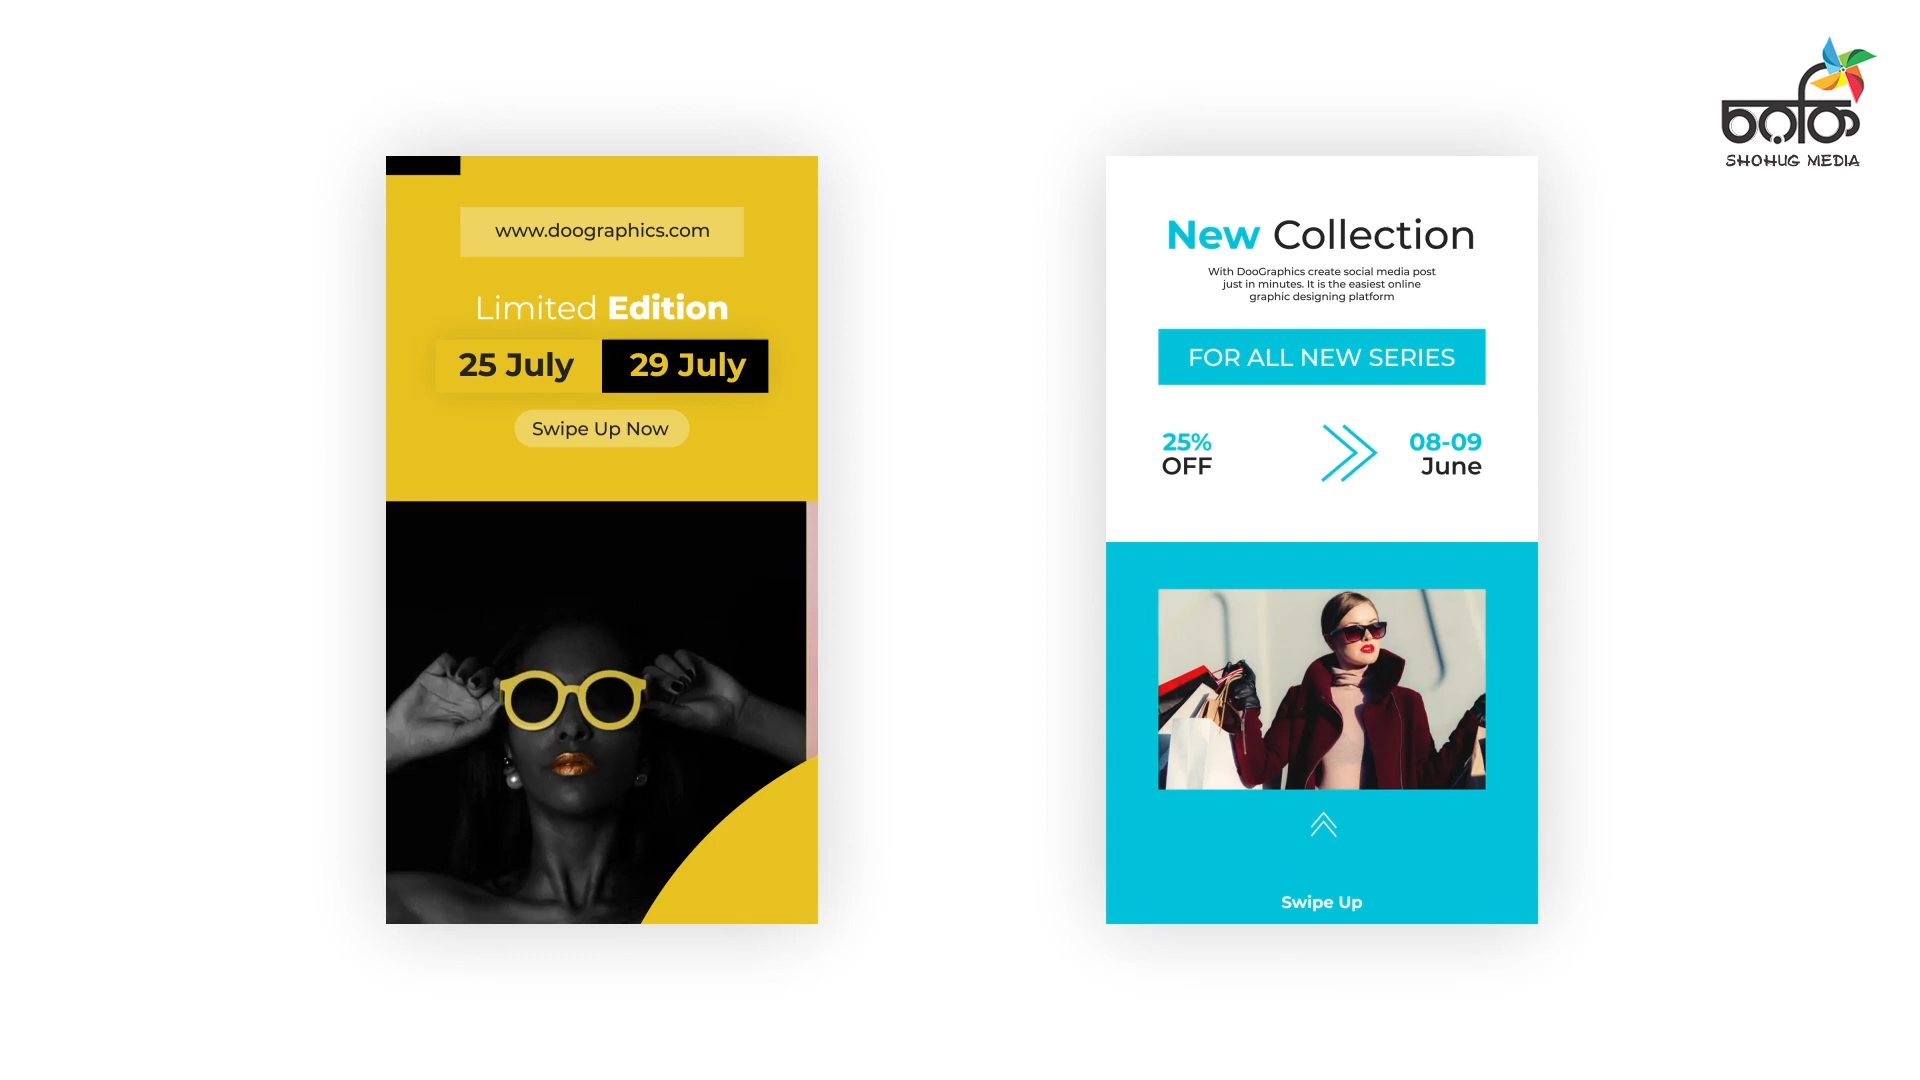 www.doographics.com
Limited Edition
25 July 29 July
Swipe Up Now
New Collection
With DooGraphics create social media post
just in minutes. It is the easiest online
graphic designing platform
FOR ALL NEW SERIES
25%
OFF
08-09
June
Swipe Up
SHOHUG MEDIA